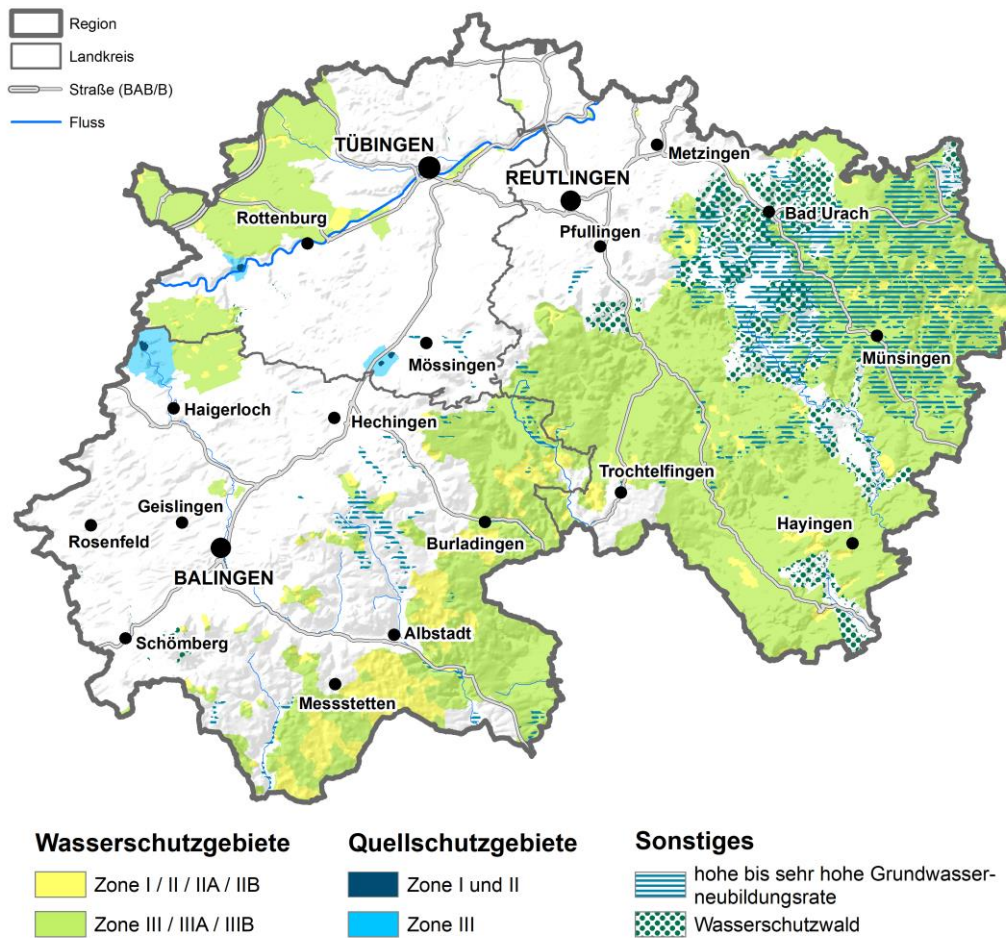 Region
Landkreis
Straße (BAB/B)
Fluss
TÜBINGEN
Metzingen
REUTLINGEN
Bad Urach
Rottenburg
Pfullingen
Münsingen
Mössingen
Haigerloch
Hechingen
Trochtelfingen
Geislingen
Hayingen
Rosenfeld
Burladingen
BALINGEN
Albstadt
Schömberg
Messstetten
Wasserschutzgebiete
Zone I / II / IIA / IIB
Zone III / IIIA / IIIB
Quellschutzgebiete
Zone I und II
Zone III
Sonstiges
hohe bis sehr hohe Grundwasser-
neubildungsrate
Wasserschutzwald